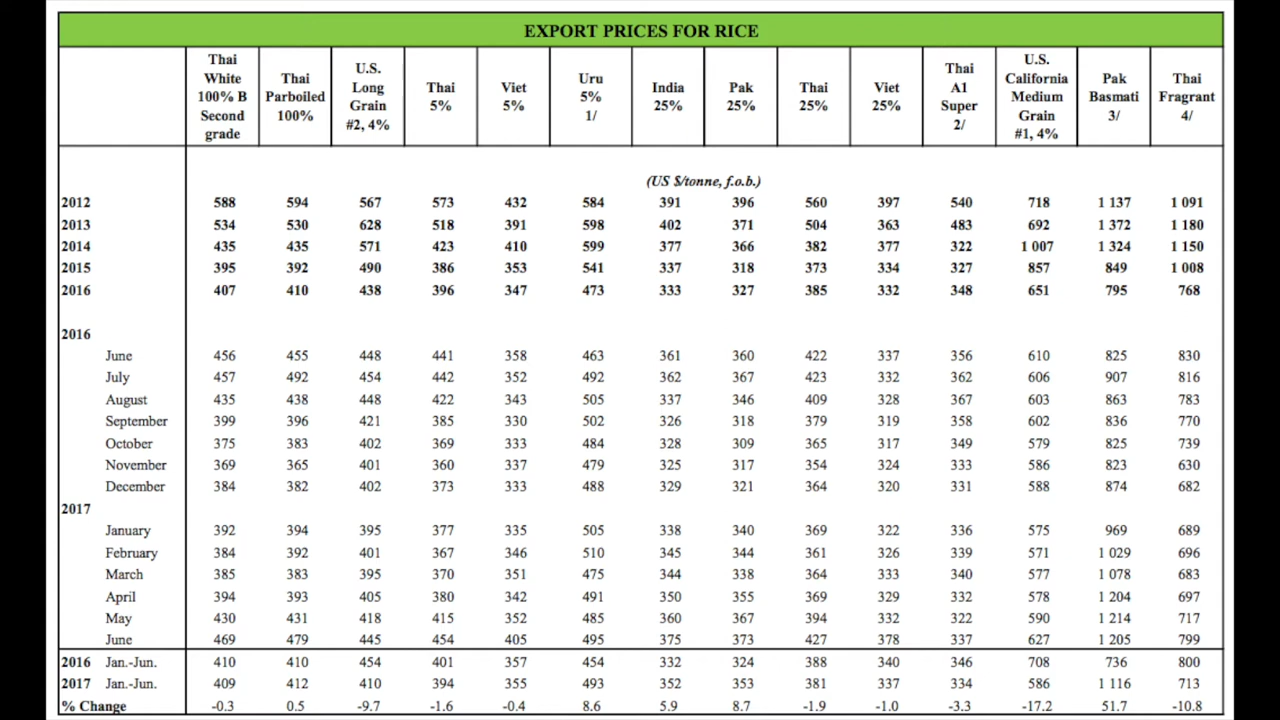 EXPORT PRICES FOR RICE
Thai White 100% B Second grade | Thai Parboiled 100% | U.S. Long Grain #2, 4% | Thai 5% | Viet 5% | Uru 5% 1/ | India 25% | Pak 25% | Thai 25% | Viet 25% | Thai A1 Super 2/ | U.S. California Medium Grain #1, 4% | Pak Basmati 3/ | Thai Fragrant 4/
(US $/tonne, f.o.b.)
2012 588 594 567 573 432 584 391 396 560 397 540 718 1 137 1 091
2013 534 530 628 518 391 598 402 371 504 363 483 692 1 372 1 180
2014 435 435 571 423 410 599 377 366 382 377 322 1 007 1 324 1 150
2015 395 392 490 386 353 541 337 318 373 334 327 857 849 1 008
2016 407 410 438 396 347 473 333 327 385 332 348 651 795 768
2016
June 456 455 448 441 358 463 361 360 422 337 356 610 825 830
July 457 492 454 442 352 492 362 367 423 332 362 606 907 816
August 435 438 448 422 343 505 337 346 409 328 367 603 863 783
September 399 396 421 385 330 502 326 318 379 319 358 602 836 770
October 375 383 402 369 333 484 328 309 365 317 349 579 825 739
November 369 365 401 360 337 479 325 317 354 324 333 586 823 630
December 384 382 402 373 333 488 329 321 364 320 331 588 874 682
2017
January 392 394 395 377 335 505 338 340 369 322 336 575 969 689
February 384 392 401 367 346 510 345 344 361 326 339 571 1 029 696
March 385 383 395 370 351 475 344 338 364 333 340 577 1 078 683
April 394 393 405 380 342 491 350 355 369 329 332 578 1 204 697
May 430 431 418 415 352 485 360 367 394 332 322 590 1 214 717
June 469 479 445 454 405 495 375 373 427 378 337 627 1 205 799
2016 Jan.-Jun. 410 410 454 401 357 454 332 324 388 340 346 708 736 800
2017 Jan.-Jun. 409 412 410 394 355 493 352 353 381 337 334 586 1 116 713
% Change -0.3 0.5 -9.7 -1.6 -0.4 8.6 5.9 8.7 -1.9 -1.0 -3.3 -17.2 51.7 -10.8